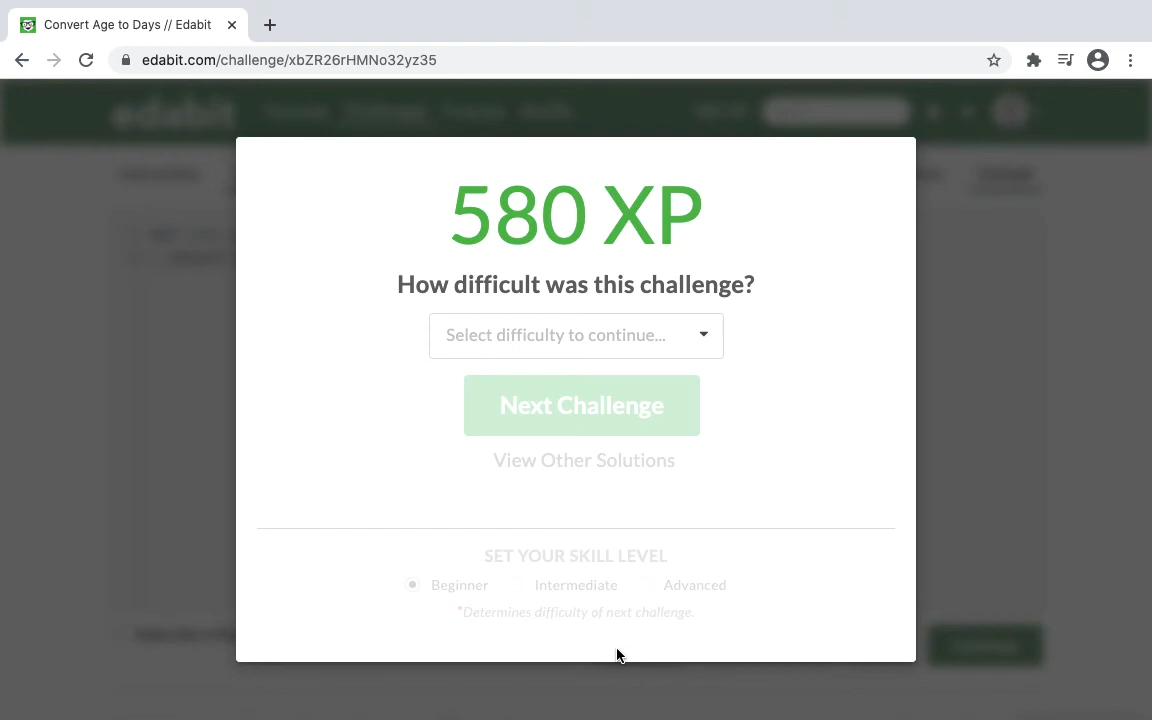 Convert Age to Days // Edabit
edabit.com/challenge/xbZR26rHMNo32yz35
edabit
580 XP
How difficult was this challenge?
Select difficulty to continue...
Next Challenge
View Other Solutions
SET YOUR SKILL LEVEL
Beginner Intermediate Advanced
*Determines difficulty of next challenge.